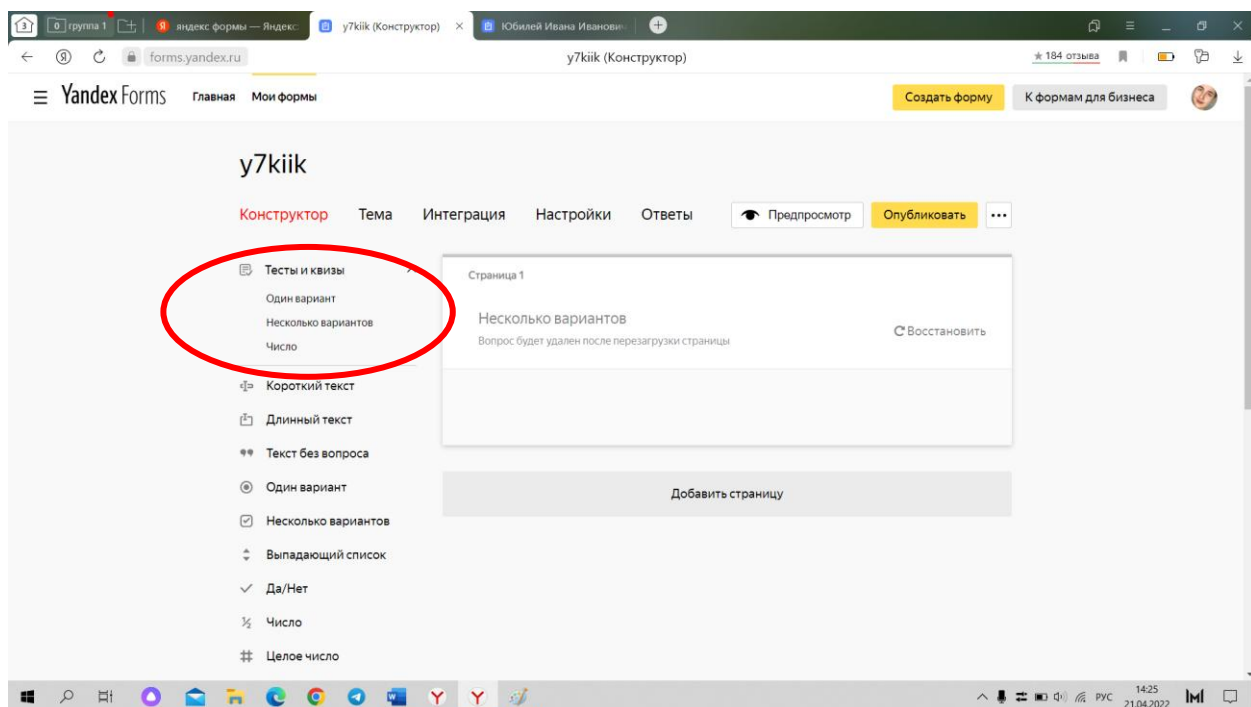 3
0 группа 1
яндекс формы — Яндекс
y7kiik (Конструктор)
Юбилей Ивана Иванович
forms.yandex.ru
y7kiik (Конструктор)
184 отзыва
Yandex Forms
Главная
Мои формы
Создать форму
К формам для бизнеса
y7kiik
Конструктор
Тема
Интеграция
Настройки
Ответы
Предпросмотр
Опубликовать
Тесты и квизы
Один вариант
Несколько вариантов
Число
Страница 1
Несколько вариантов
Вопрос будет удален после перезагрузки страницы
Восстановить
Короткий текст
Длинный текст
Текст без вопроса
Один вариант
Несколько вариантов
Выпадающий список
Да/Нет
½ Число
# Целое число
Добавить страницу
РУС
14:25
21.04.2022